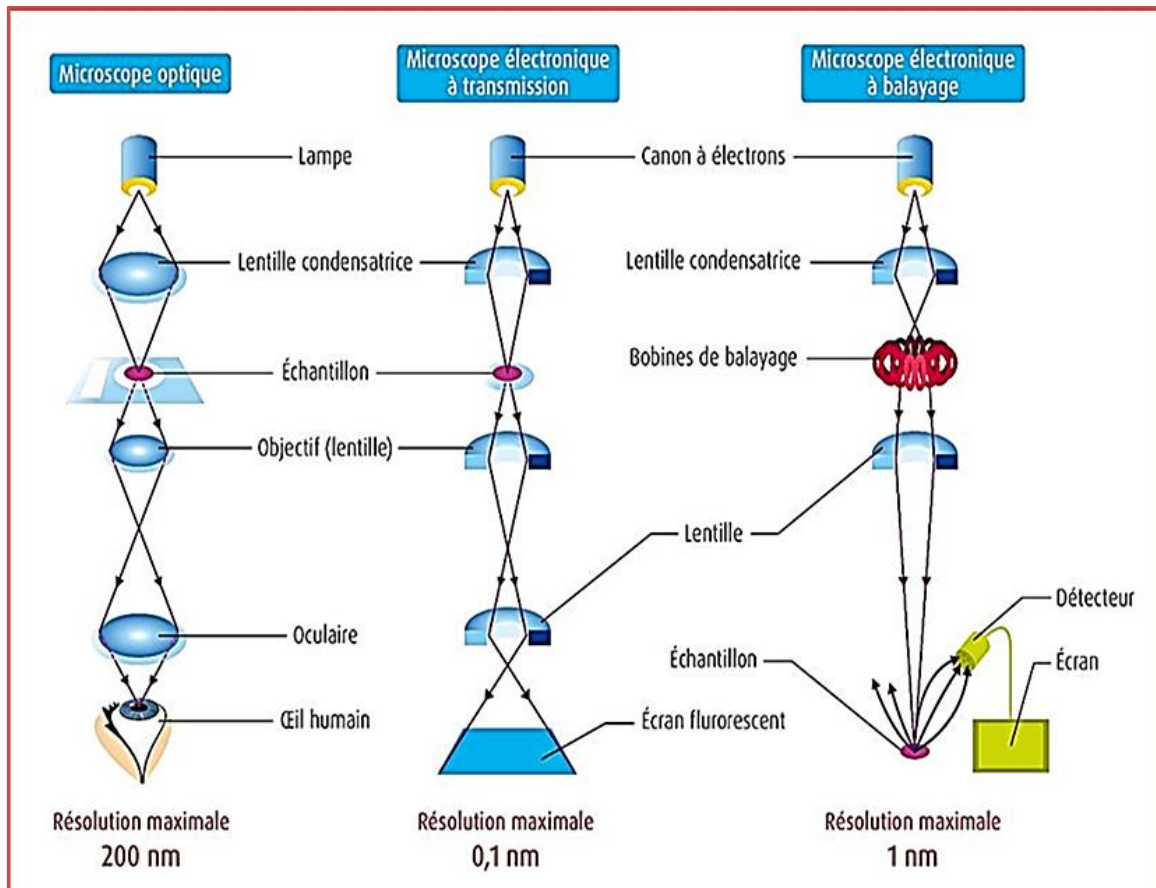 Microscope optique
Microscope électronique
à transmission
Microscope électronique
à balayage
Lampe
Canon à électrons
Lentille condensatrice
Lentille condensatrice
Échantillon
Bobines de balayage
Objectif (lentille)
Lentille
Oculaire
Détecteur
Échantillon
Écran
Œil humain
Écran flurorescent
Résolution maximale
200 nm
Résolution maximale
0,1 nm
Résolution maximale
1 nm